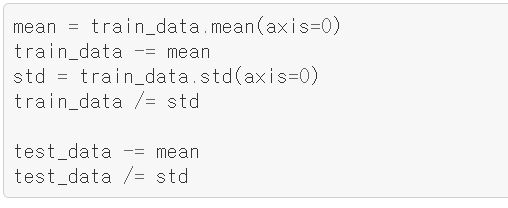 mean = train_data.mean(axis=0)
train_data -= mean
std = train_data.std(axis=0)
train_data /= std

test_data -= mean
test_data /= std